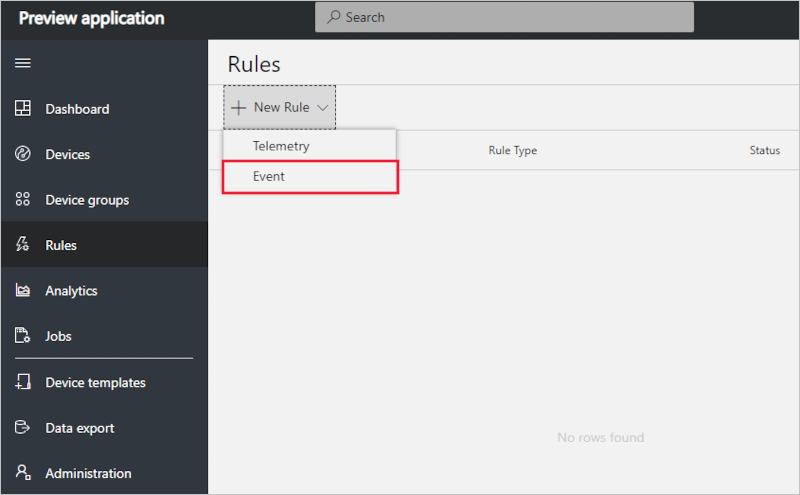 Preview application
Search
Dashboard
Devices
Device groups
Rules
Analytics
Jobs
Device templates
Data export
Administration
Rules
New Rule
Telemetry
Event
Rule Type
Status
No rows found